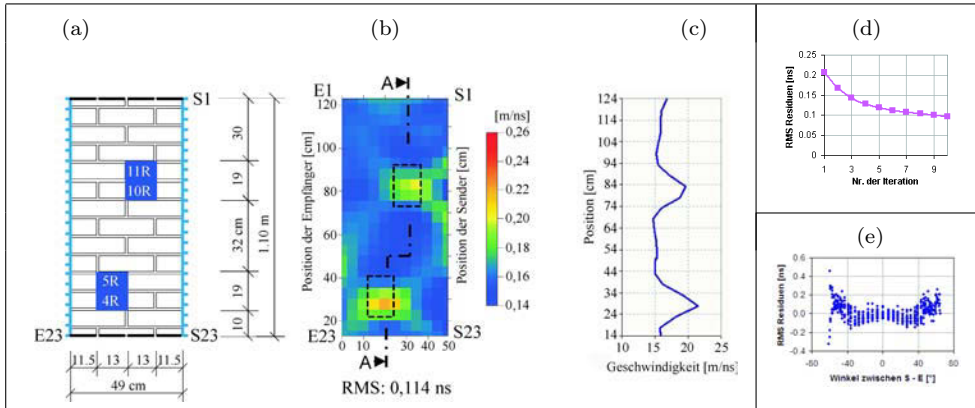 (a)
S1
30
11R
19
10R
32 cm
1.10 m
5R
19
4R
10
E23
S23
11.5 13 13 11.5
49 cm
(b)
A
E1
S1
[m/ns]
120
100
80
60
40
20
Position der Empfänger [cm]
Position der Sender [cm]
0,26
0,24
0,22
0,20
0,18
0,16
0,14
E23
S23
0 10 20 30 40 50
A
RMS: 0,114 ns
(c)
124
114
104
94
84
74
64
54
44
34
24
14
Position [cm]
10 15 20 25
Geschwindigkeit [m/ns]
(d)
0.25
0.2
0.15
0.1
0.05
0
RMS Residuen [ns]
1 3 5 7 9
Nr. der Iteration
(e)
0.6
0.4
0.2
0.0
-0.2
-0.4
RMS Residuen [ns]
-80 -40 0 40 80
Winkel zwischen S - E [°]